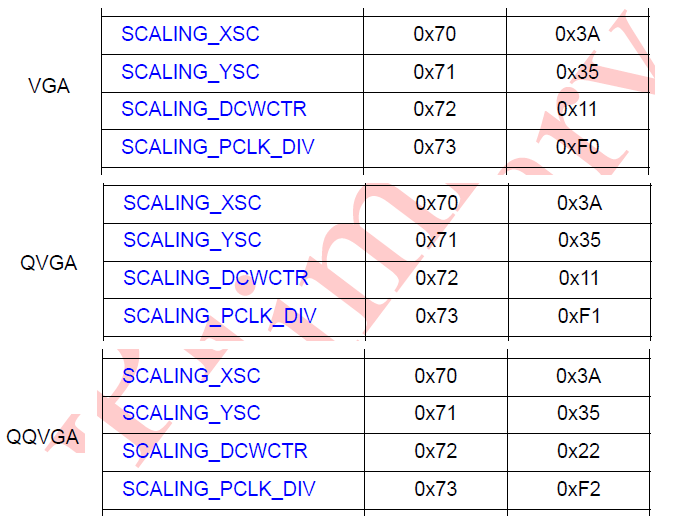 SCALING_XSC 0x70 0x3A
VGA
SCALING_YSC 0x71 0x35
SCALING_DCWCTR 0x72 0x11
SCALING_PCLK_DIV 0x73 0xF0
SCALING_XSC 0x70 0x3A
SCALING_YSC 0x71 0x35
QVGA
SCALING_DCWCTR 0x72 0x11
SCALING_PCLK_DIV 0x73 0xF1
SCALING_XSC 0x70 0x3A
SCALING_YSC 0x71 0x35
QQVGA
SCALING_DCWCTR 0x72 0x22
SCALING_PCLK_DIV 0x73 0xF2